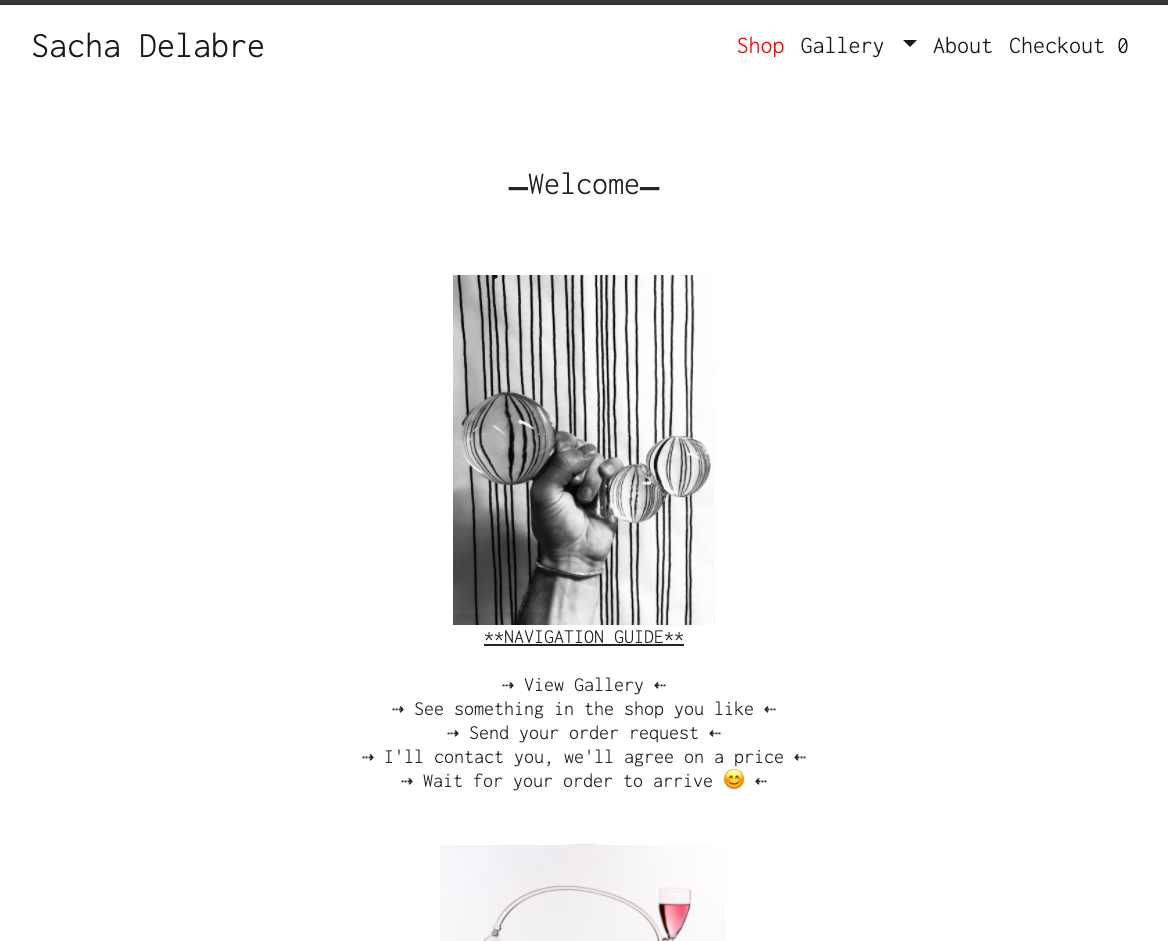 Sacha Delabre
Shop Gallery About Checkout 0
—Welcome—
**NAVIGATION GUIDE**
⇢ View Gallery ⇠
⇢ See something in the shop you like ⇠
⇢ Send your order request ⇠
⇢ I'll contact you, we'll agree on a price ⇠
⇢ Wait for your order to arrive 😊 ⇠